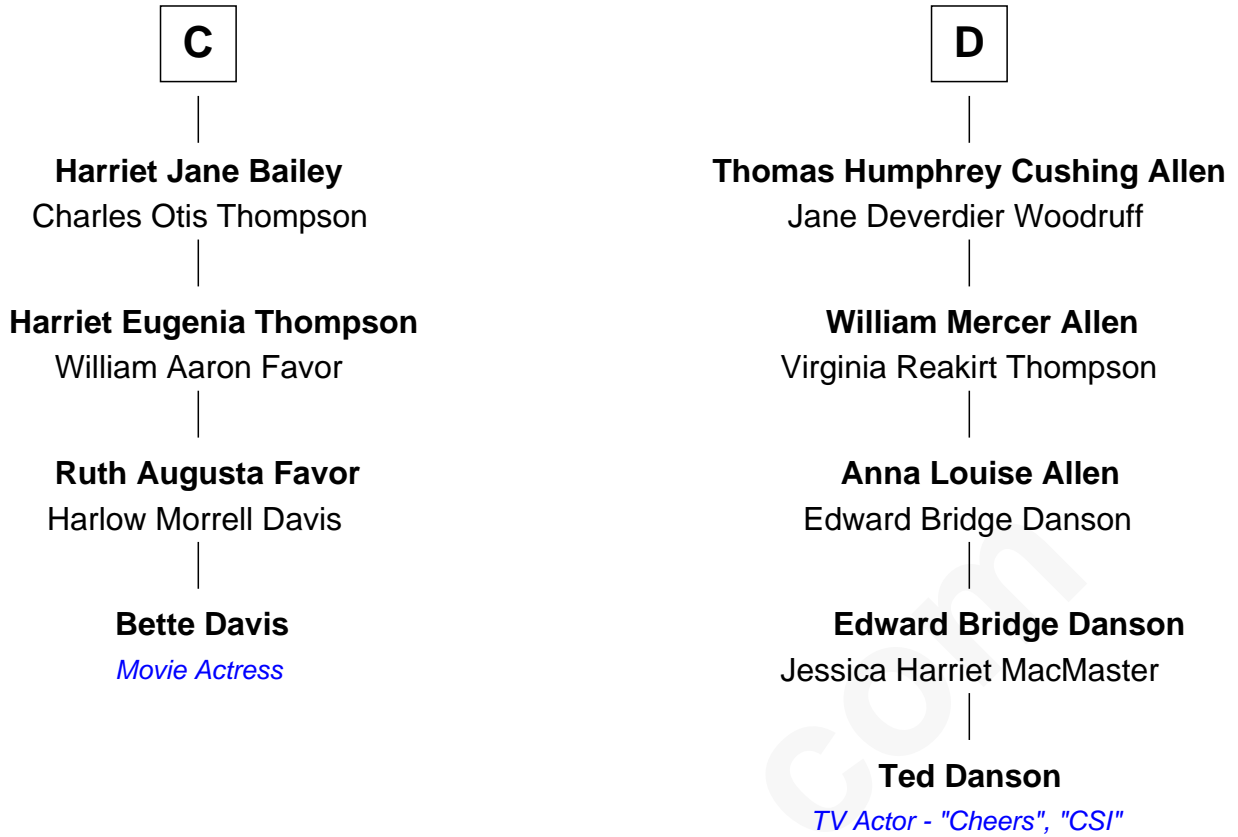 C
Harriet Jane Bailey
Charles Otis Thompson
Harriet Eugenia Thompson
William Aaron Favor
Ruth Augusta Favor
Harlow Morrell Davis
Bette Davis
Movie Actress
D
Thomas Humphrey Cushing Allen
Jane Deverdier Woodruff
William Mercer Allen
Virginia Reakirt Thompson
Anna Louise Allen
Edward Bridge Danson
Edward Bridge Danson
Jessica Harriet MacMaster
Ted Danson
TV Actor - "Cheers", "CSI"
com